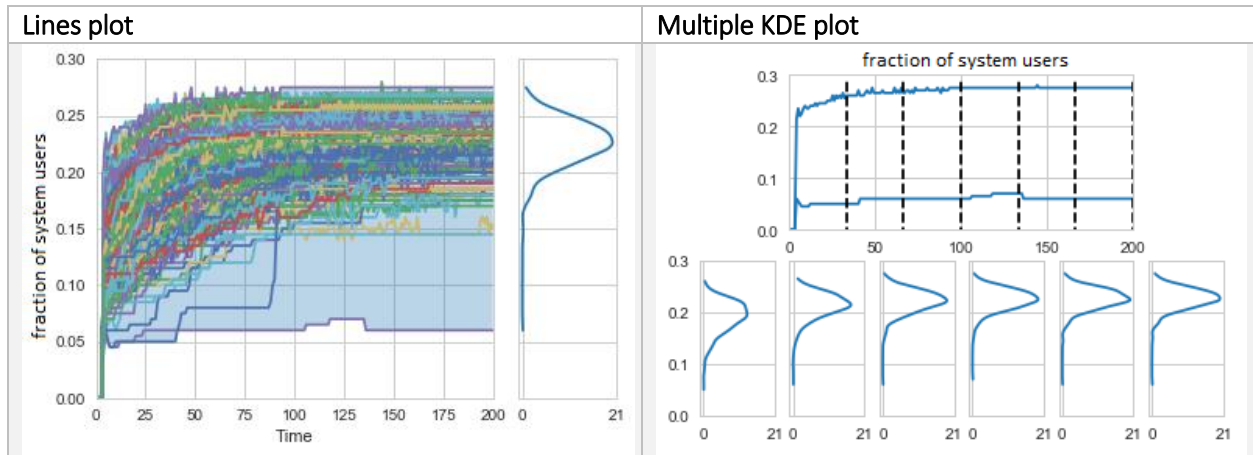 Lines plot
0.30
0.25
0.20
0.15
0.10
0.05
0.00
fraction of system users
0 25 50 75 100 125 150 175 200
Time
0 21
Multiple KDE plot
fraction of system users
0.3
0.2
0.1
0.0
0 50 100 150 200
0.3
0.2
0.1
0.0
0 21 0 21 0 21 0 21 0 21 0 21